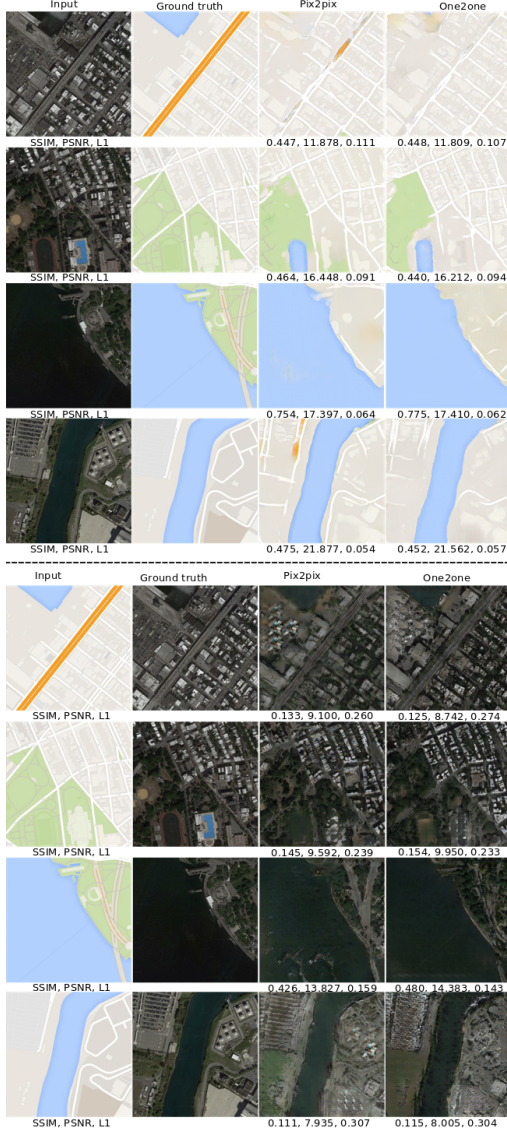 Input Ground truth Pix2pix One2one
SSIM, PSNR, L1 0.447, 11.878, 0.111 0.448, 11.809, 0.107
SSIM, PSNR, L1 0.464, 16.448, 0.091 0.440, 16.212, 0.094
SSIM, PSNR, L1 0.754, 17.397, 0.064 0.775, 17.410, 0.062
SSIM, PSNR, L1 0.475, 21.877, 0.054 0.452, 21.562, 0.057
Input Ground truth Pix2pix One2one
SSIM, PSNR, L1 0.133, 9.100, 0.260 0.125, 8.742, 0.274
SSIM, PSNR, L1 0.145, 9.592, 0.239 0.154, 9.950, 0.233
SSIM, PSNR, L1 0.426, 13.827, 0.159 0.480, 14.383, 0.143
SSIM, PSNR, L1 0.111, 7.935, 0.307 0.115, 8.005, 0.304